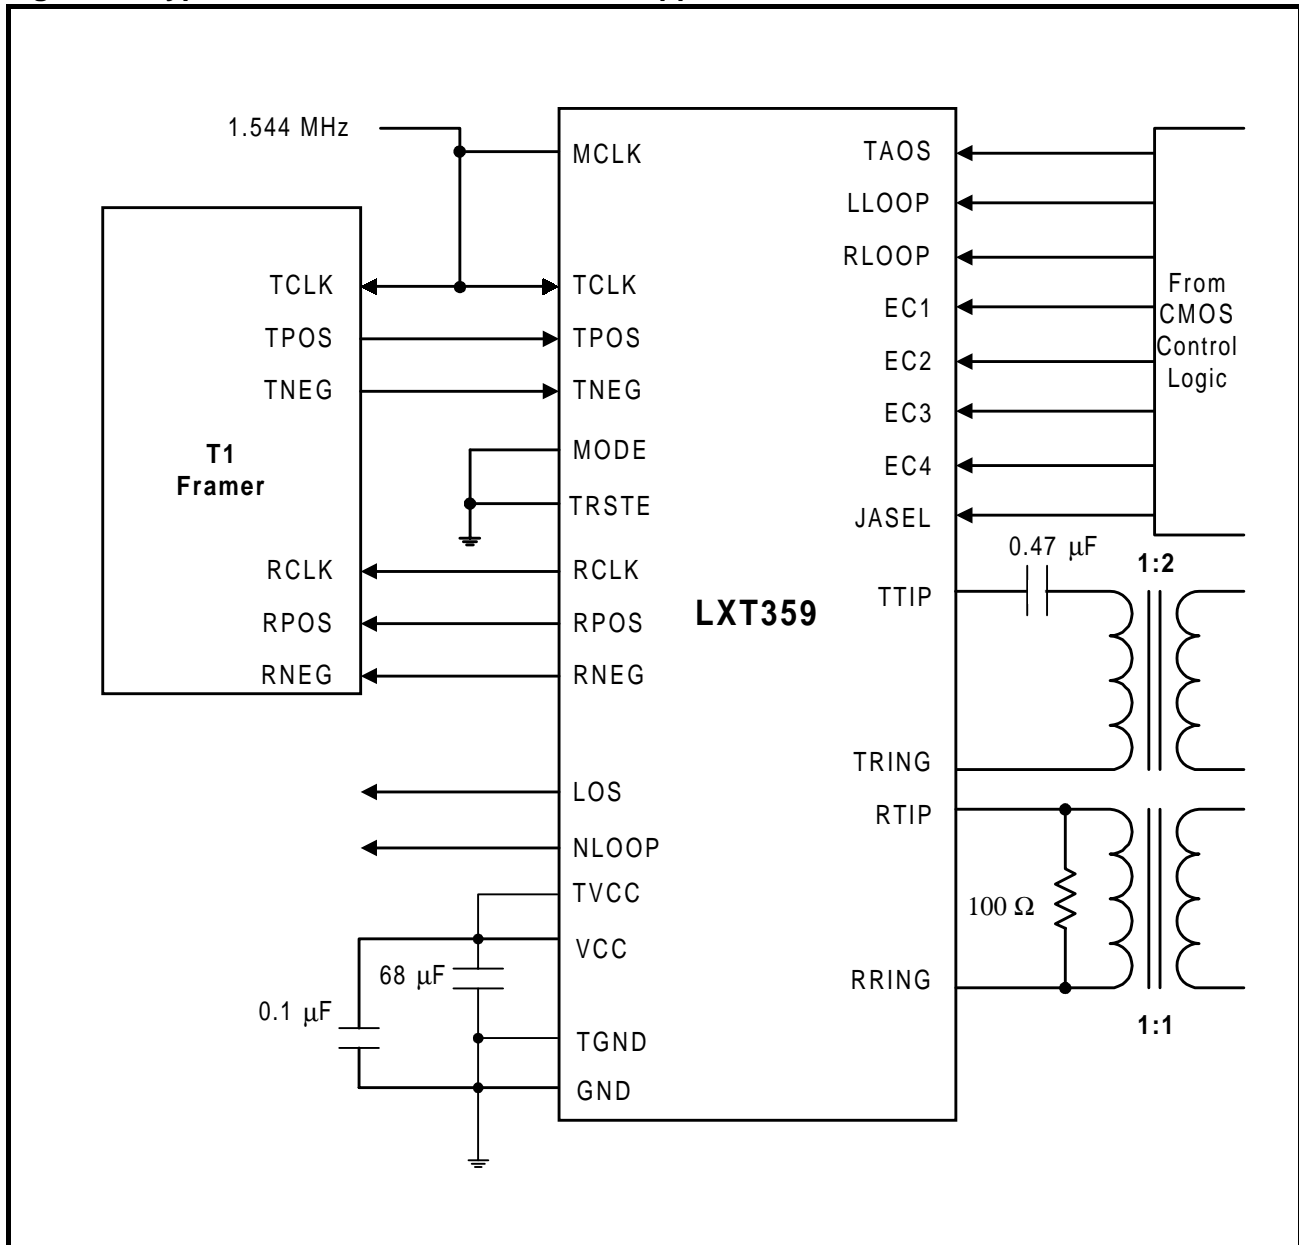 1.544 MHz
MCLK
TCLK
TPOS
TNEG
MODE
TRSTE
RCLK
RPOS
RNEG
LOS
NLOOP
TVCC
VCC
TGND
GND
TCLK
TPOS
TNEG
T1
Framer
RCLK
RPOS
RNEG
68 μF
0.1 μF
LXT359
TAOS
LLOOP
RLOOP
EC1
EC2
EC3
EC4
JASEL
TTIP
TRING
RTIP
RRING
From
CMOS
Control
Logic
0.47 μF
1:2
100 Ω
1:1